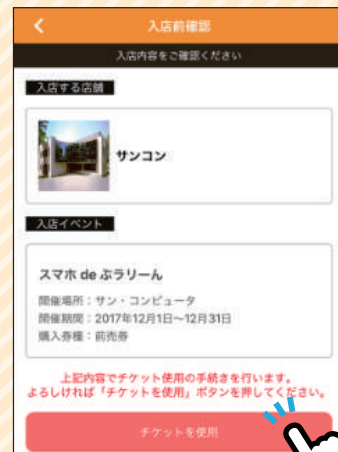 入店前確認
入店内容をご確認ください
入店する店舗
サンコン
入店イベント
スマホ de ぶらりーん
開催場所：サン・コンピュータ
開催期間：2017年12月1日〜12月31日
購入券種：前売券
上記内容でチケット使用の手続きを行います。
よろしければ「チケットを使用」ボタンを押してください。
チケットを使用